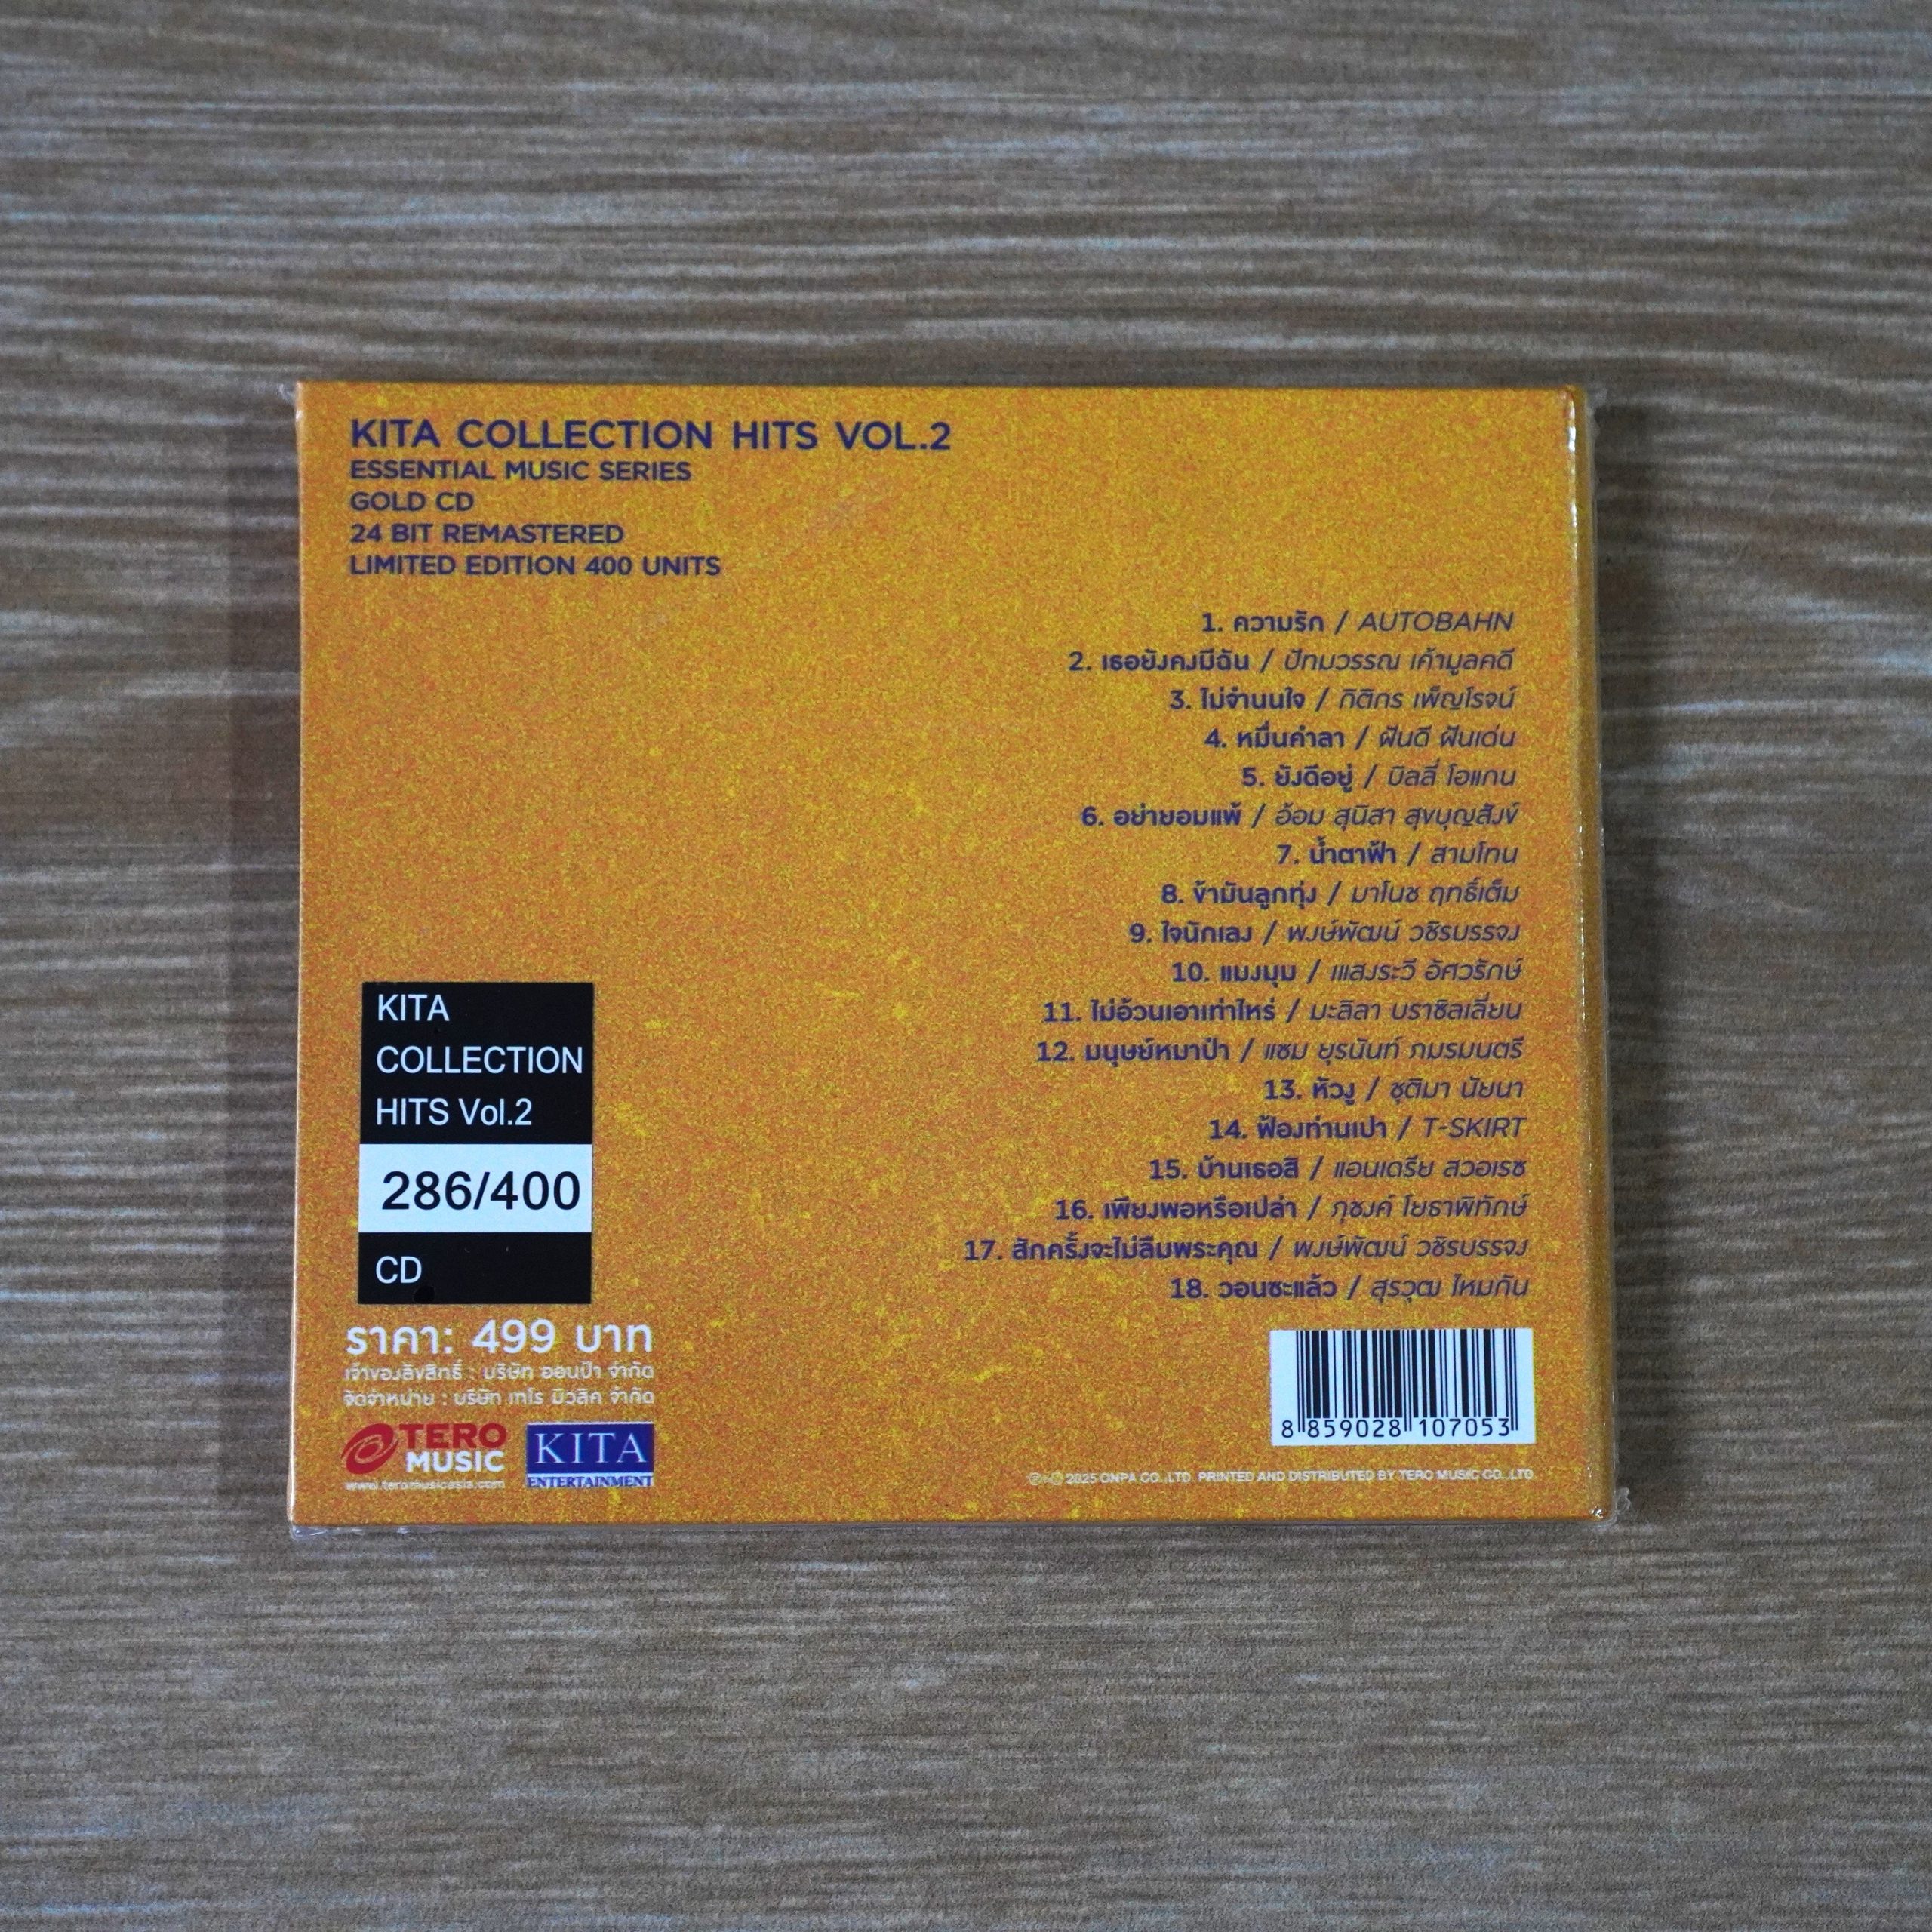 KITA COLLECTION HITS VOL.2
ESSENTIAL MUSIC SERIES
GOLD CD
24 BIT REMASTERED
LIMITED EDITION 400 UNITS
1. ความรัก / AUTOBAHN
2. เธอยังคงมีฉัน / ปัทมวรรณ เค้ามูลคดี
3. ไม่จำนนใจ / กิติกร เพ็ญโรจน์
4. หมื่นคำลา / ฝันดี ฝันเด่น
5. ยังดีอยู่ / บิลลี่ โอแกน
6. อย่ายอมแพ้ / อ้อม สุนิสา สุขบุญสังข์
7. น้ำตาฟ้า / สามโทน
8. ข้ามันลูกทุ่ง / มาโนช ฤทธิ์เต็ม
9. ใจนักเลง / พงษ์พัฒน์ วชิรบรรจง
10. แมงมุม / แสงระวี อัศวรักษ์
11. ไม่อ้วนเอาเท่าไหร่ / มะลิลา บราซิลเลี่ยน
12. มนุษย์หมาป่า / แซม ยุรนันท์ ภมรมนตรี
13. หัวงู / ชุติมา นัยนา
14. ฟ้องท่านเปา / T-SKIRT
15. บ้านเธอสิ / แอนเดรีย สวอเรซ
16. เพียงพอหรือเปล่า / ภุชงค์ โยธาพิทักษ์
17. สักครั้งจะไม่ลืมพระคุณ / พงษ์พัฒน์ วชิรบรรจง
18. วอนซะแล้ว / สุรวุฒ ไหมกัน
KITA
COLLECTION
HITS Vol.2
286/400
CD
ราคา: 499 บาท
เจ้าของลิขสิทธิ์ : บริษัท ออนป้า จำกัด
จัดจำหน่าย : บริษัท เทโร มิวสิค จำกัด
TERO
MUSIC
www.teromusicasia.com
KITA
ENTERTAINMENT
8 859028 107053
℗&© 2025 ONPA CO.,LTD. PRINTED AND DISTRIBUTED BY TERO MUSIC CO.,LTD.